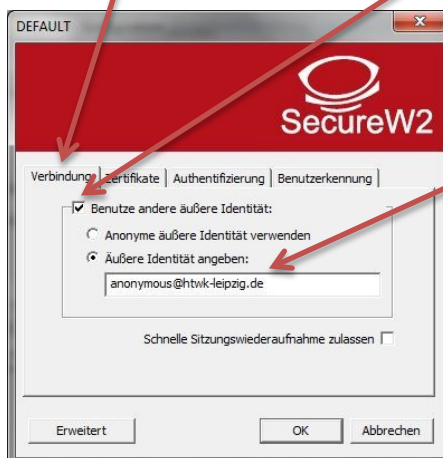 DEFAULT
SecureW2
Verbindung Zertifikate Authentifizierung Benutzerkennung
Benutze andere äußere Identität:
Anonyme äußere Identität verwenden
Äußere Identität angeben:
anonymous@htwk-leipzig.de
Schnelle Sitzungswiederaufnahme zulassen
Erweitert OK Abbrechen